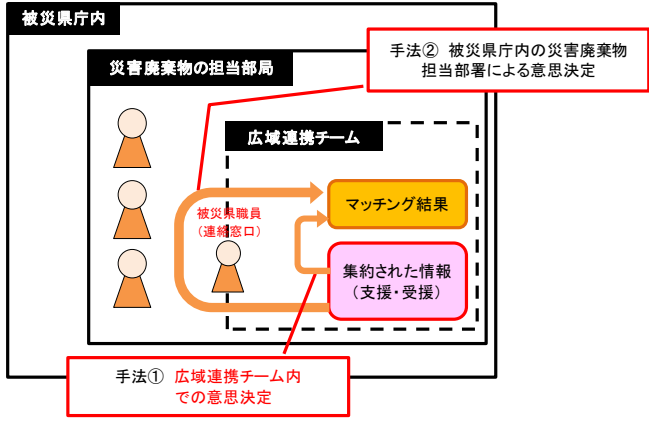 被災県庁内
災害廃棄物の担当部局
手法② 被災県庁内の災害廃棄物
担当部署による意思決定
広域連携チーム
被災県職員
（連絡窓口）
マッチング結果
集約された情報
（支援・受援）
手法① 広域連携チーム内
での意思決定